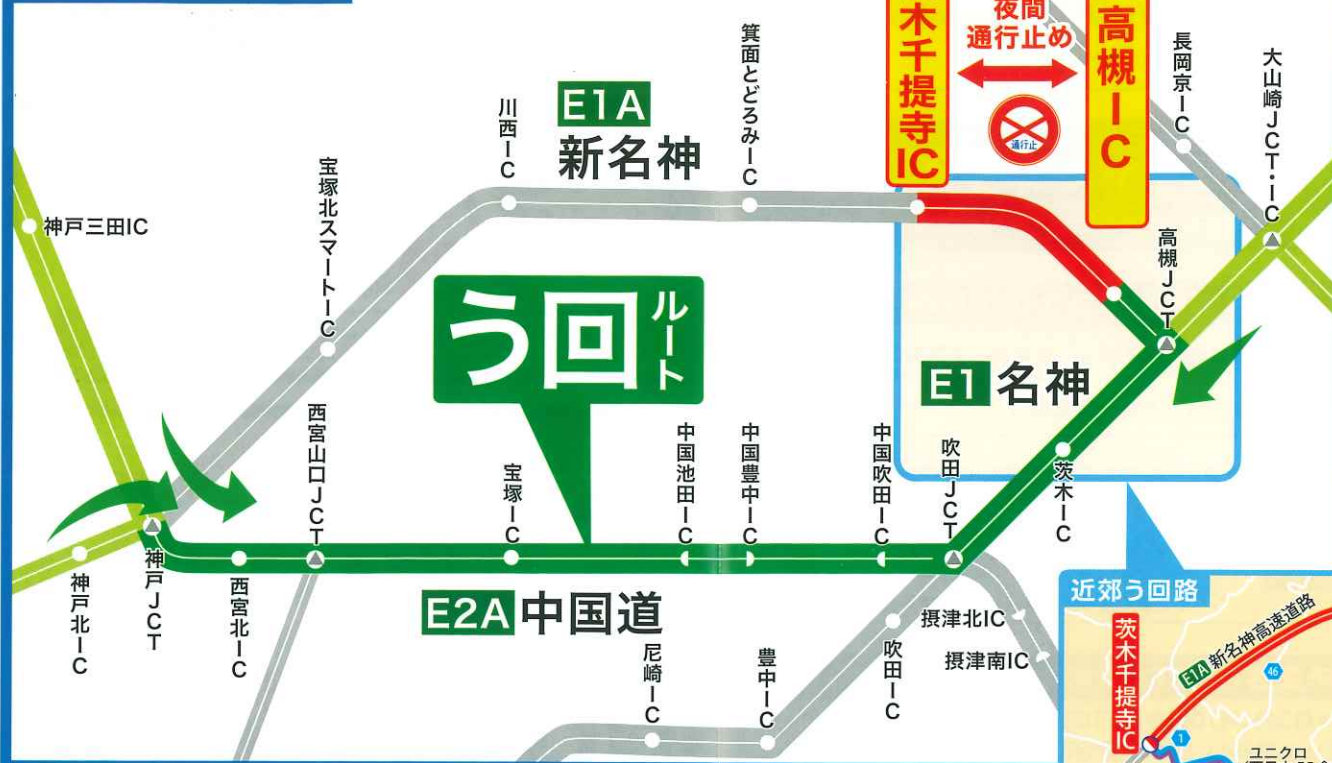 木千提寺IC
夜間
通行止め
高槻IC
通行止
長岡京IC
大山崎JCT・IC
箕面とどろみIC
川西IC
E1A
新名神
宝塚北スマートIC
神戸三田IC
高槻JCT
う回ルート
E1 名神
西宮山口JCT
宝塚IC
中国池田IC
中国豊中IC
中国吹田IC
吹田JCT
茨木IC
神戸北IC
神戸JCT
西宮北IC
E2A 中国道
尼崎IC
豊中IC
吹田IC
摂津北IC
摂津南IC
近郊う回路
茨木千提寺IC
E1A 新名神高速道路
46
1
ユニクロ